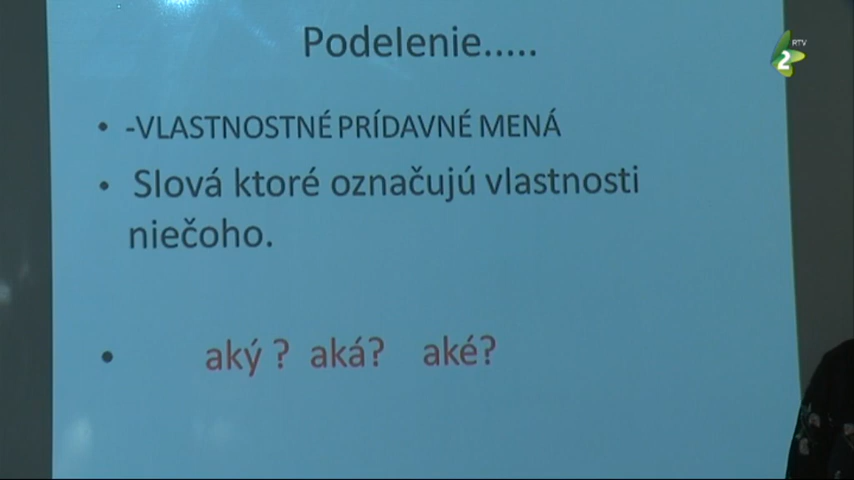 Podelenie.....
• -VLASTNOSTNÉ PRÍDAVNÉ MENÁ
• Slová ktoré označujú vlastnosti
niečoho.
• aký ? aká? aké?
RTV
2